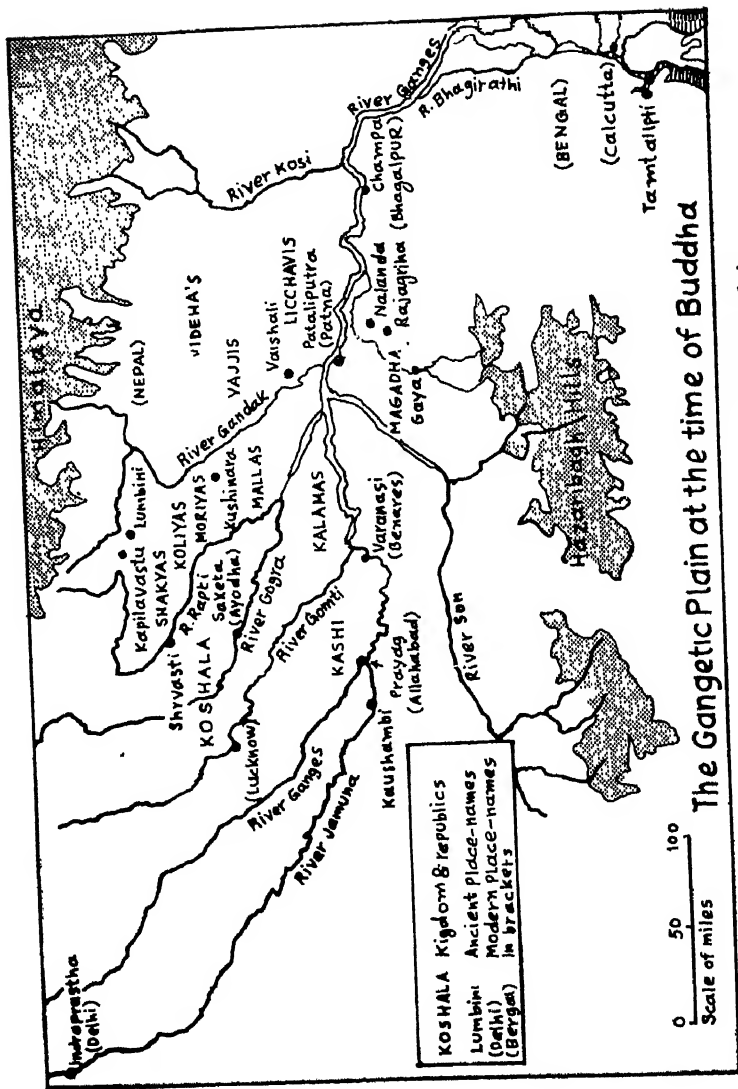 Himalaya
(NEPAL)
VIDEHA'S
VAJJIS
Vaishali
LICCHAVIS
Pataliputra
(Patna)
River Kosi
River Ganges
R. Bhagirathi
Champa
(Bhagalpur)
(BENGAL)
(Calcutta)
Tamtalipti
Nalanda
Rajagriha
MAGADHA
Gaya
River Gandak
Lumbini
Kapilavastu
SHAKYAS
KOLIYAS
MORIYAS
Kushinara
MALLAS
Shrvasti
R. Rapti
Saketa
(Ayodha)
KOSHALA
River Gogra
KALAMAS
River Gomti
(Lucknow)
Varanasi
(Benares)
KASHI
Prayag
(Allahabad)
Kaushambi
River Ganges
River Jamuna
Indraprastha
(Delhi)
River Son
Hazaribagh Hills
KOSHALA Kigdom & republics
Lumbini Ancient Place-names
(Delhi) Modern Place-names
(Bergal) in brackets
0 50 100
Scale of miles
The Gangetic Plain at the time of Buddha